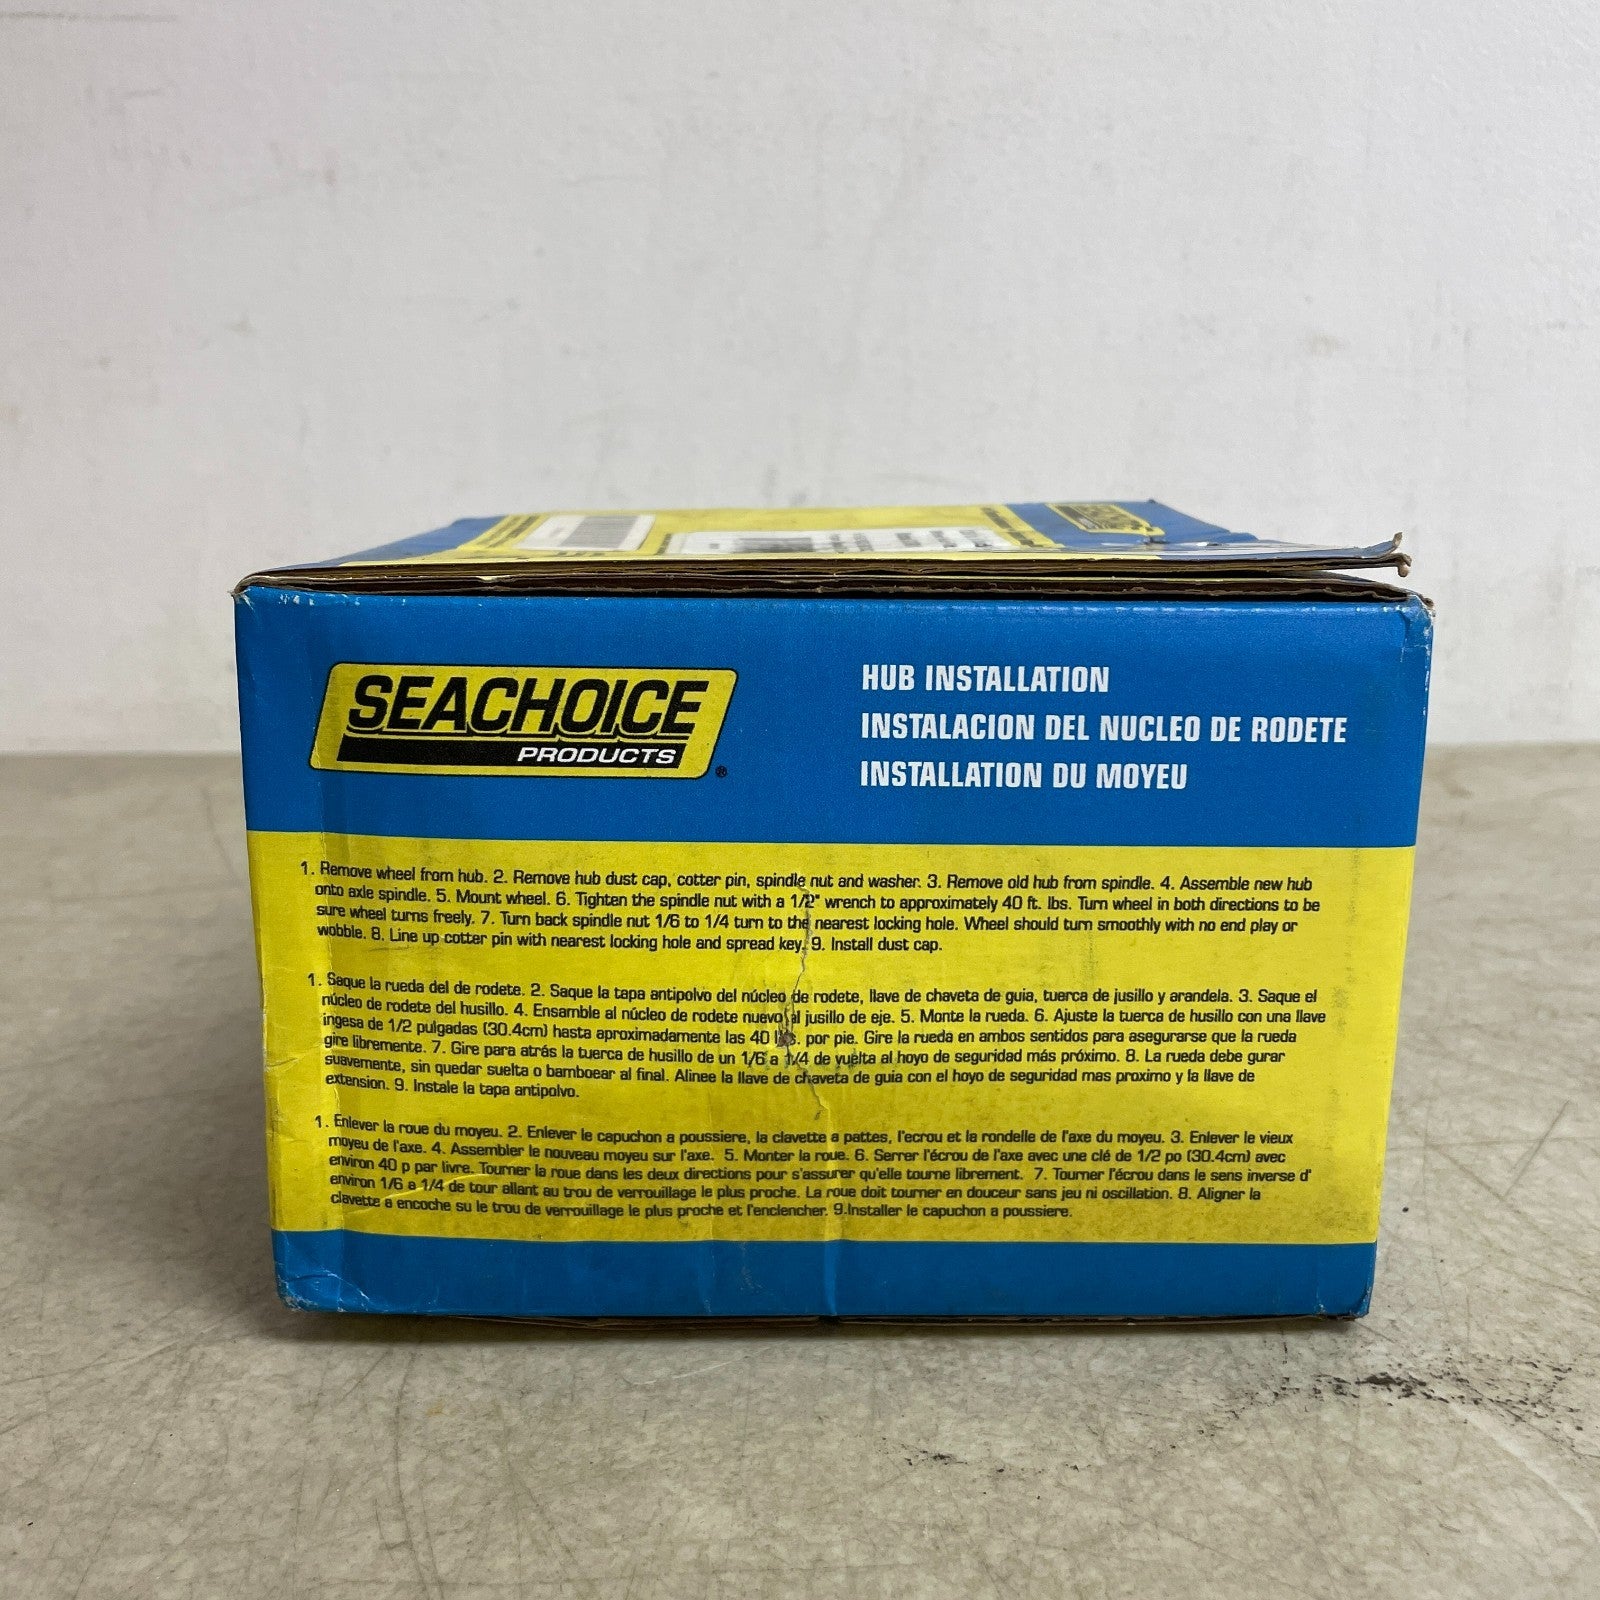 SEACHOICE
PRODUCTS
®
HUB INSTALLATION
INSTALACION DEL NUCLEO DE RODETE
INSTALLATION DU MOYEU
1. Remove wheel from hub. 2. Remove hub dust cap, cotter pin, spindle nut and washer. 3. Remove old hub from spindle. 4. Assemble new hub
onto axle spindle. 5. Mount wheel. 6. Tighten the spindle nut with a 1/2" wrench to approximately 40 ft. lbs. Turn wheel in both directions to be
sure wheel turns freely. 7. Turn back spindle nut 1/6 to 1/4 turn to the nearest locking hole. Wheel should turn smoothly with no end play or
wobble. 8. Line up cotter pin with nearest locking hole and spread key. 9. Install dust cap.
1. Saque la rueda del de rodete. 2. Saque la tapa antipolvo del núcleo de rodete, llave de chaveta de guia, tuerca de jusillo y arandela. 3. Saque el
núcleo de rodete del husillo. 4. Ensamble al núcleo de rodete nuevo al jusillo de eje. 5. Monte la rueda. 6. Ajuste la tuerca de husillo con una llave
ingesa de 1/2 pulgadas (30.4cm) hasta aproximadamente las 40 lbs. por pie. Gire la rueda en ambos sentidos para asegurarse que la rueda
gire libremente. 7. Gire para atrás la tuerca de husillo de un 1/6 a 1/4 de vuelta al hoyo de seguridad más próximo. 8. La rueda debe gurar
suavemente, sin quedar suelta o bamboear al final. Alinee la llave de chaveta de guia con el hoyo de seguridad mas proximo y la llave de
extension. 9. Instale la tapa antipolvo.
1. Enlever la roue du moyeu. 2. Enlever le capuchon a poussiere, la clavette a pattes, l'ecrou et la rondelle de l'axe du moyeu. 3. Enlever le vieux
moyeu de l'axe. 4. Assembler le nouveau moyeu sur l'axe. 5. Monter la roue. 6. Serrer l'écrou de l'axe avec une clé de 1/2 po (30.4cm) avec
environ 40 p par livre. Tourner la roue dans les deux directions pour s'assurer qu'elle tourne librement. 7. Tourner l'écrou dans le sens inverse d'
environ 1/6 a 1/4 de tour allant au trou de verrouillage le plus proche. La roue doit tourner en douceur sans jeu ni oscillation. 8. Aligner la
clavette a encoche su le trou de verrouillage le plus proche et l'enclencher. 9.Installer le capuchon a poussiere.